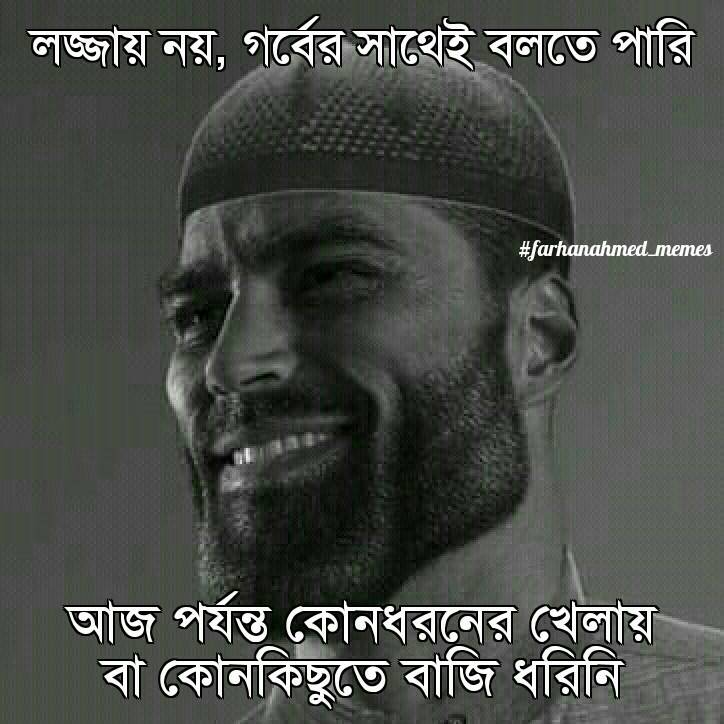 লজ্জায় নয়, গর্বের সাথেই বলতে পারি
#farhanahmed_memes
আজ পর্যন্ত কোনধরনের খেলায়
বা কোনকিছুতে বাজি ধরিনি